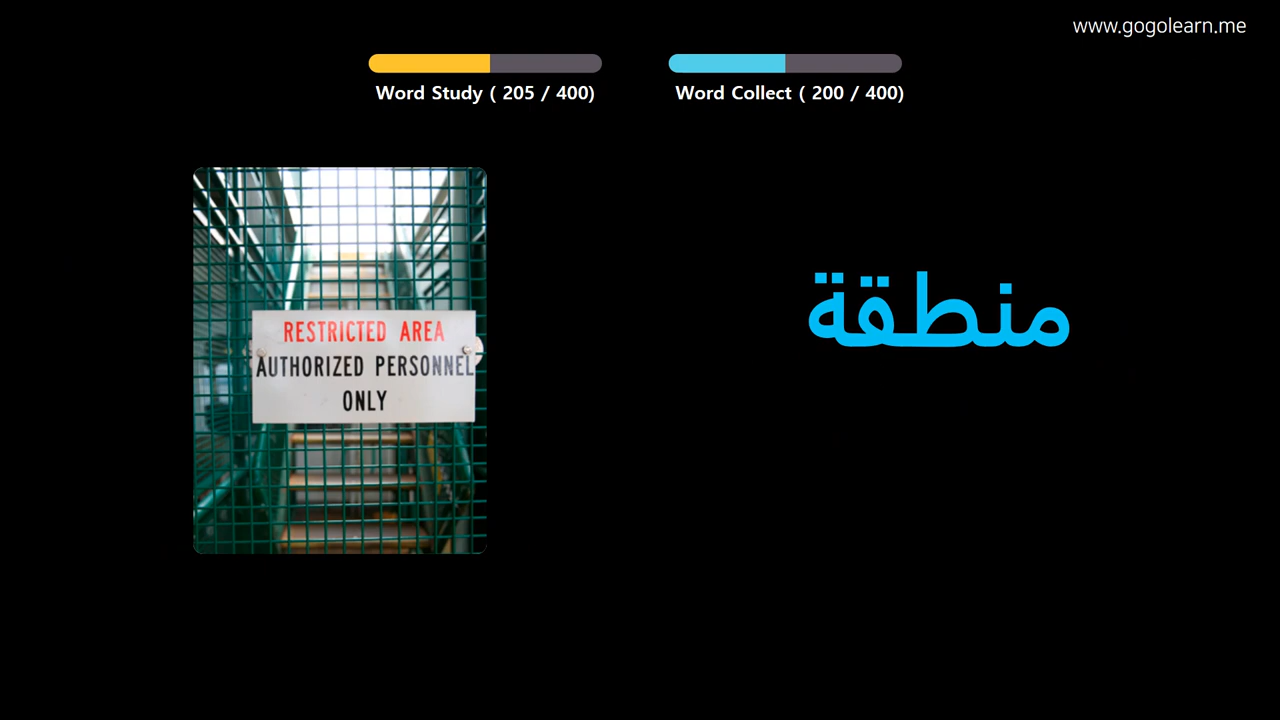 www.gogolearn.me
Word Study ( 205 / 400)
Word Collect ( 200 / 400)
RESTRICTED AREA
AUTHORIZED PERSONNEL
ONLY
منطقة